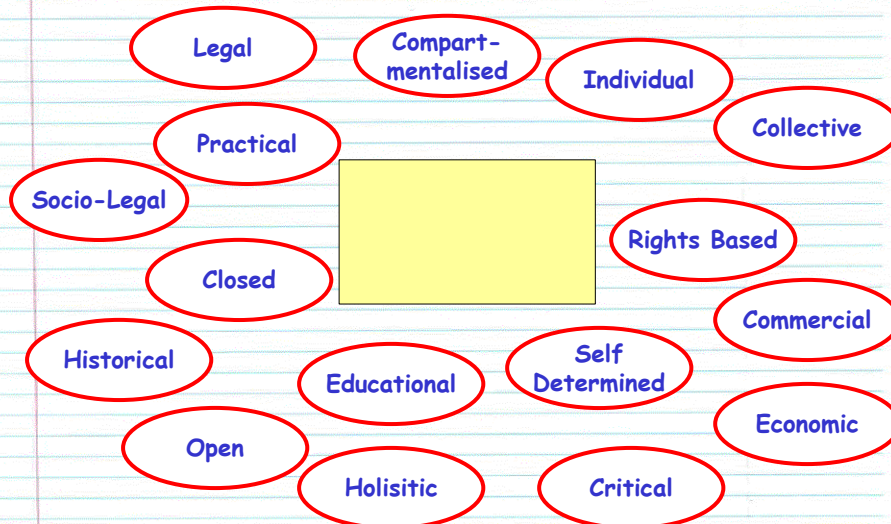 Legal
Compart-
mentalised
Individual
Collective
Practical
Socio-Legal
Rights Based
Closed
Commercial
Historical
Educational
Self
Determined
Economic
Open
Holisitic
Critical